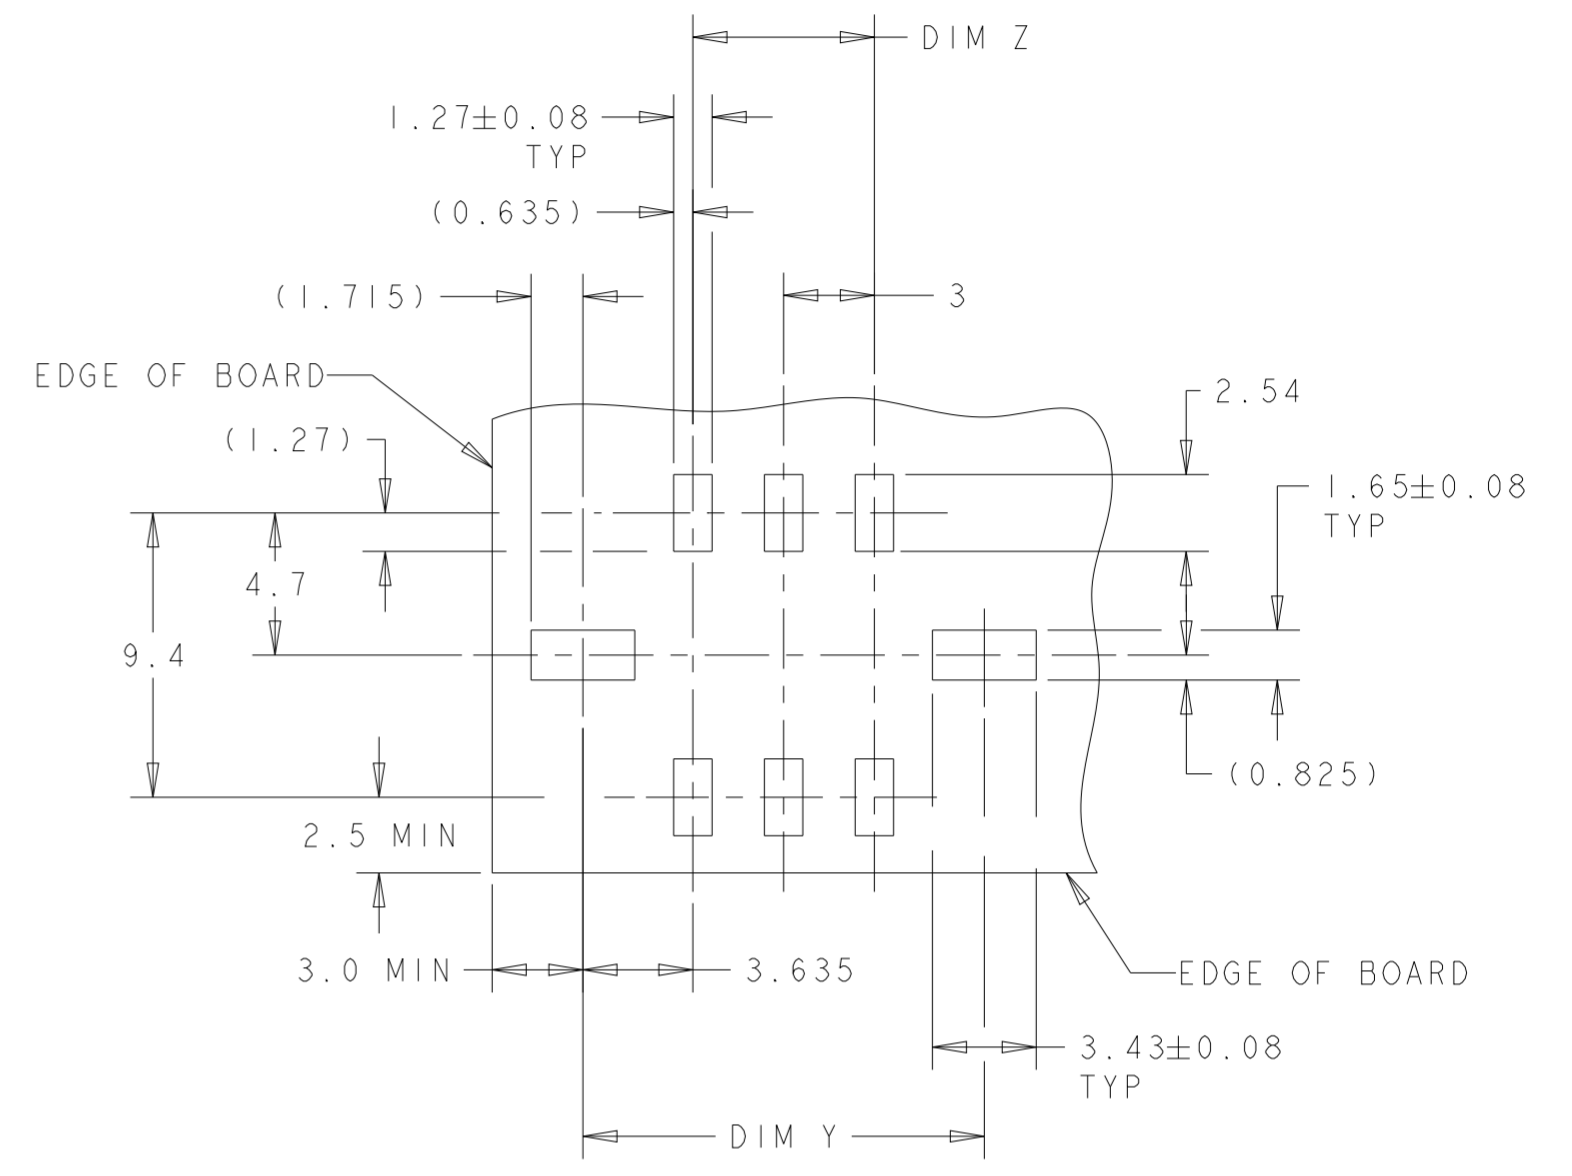 DIM Z
1.27±0.08
TYP
(0.635)
(1.715)
3
EDGE OF BOARD
2.54
(1.27)
1.65±0.08
TYP
4.7
9.4
(0.825)
2.5 MIN
3.0 MIN
3.635
EDGE OF BOARD
3.43±0.08
TYP
DIM Y